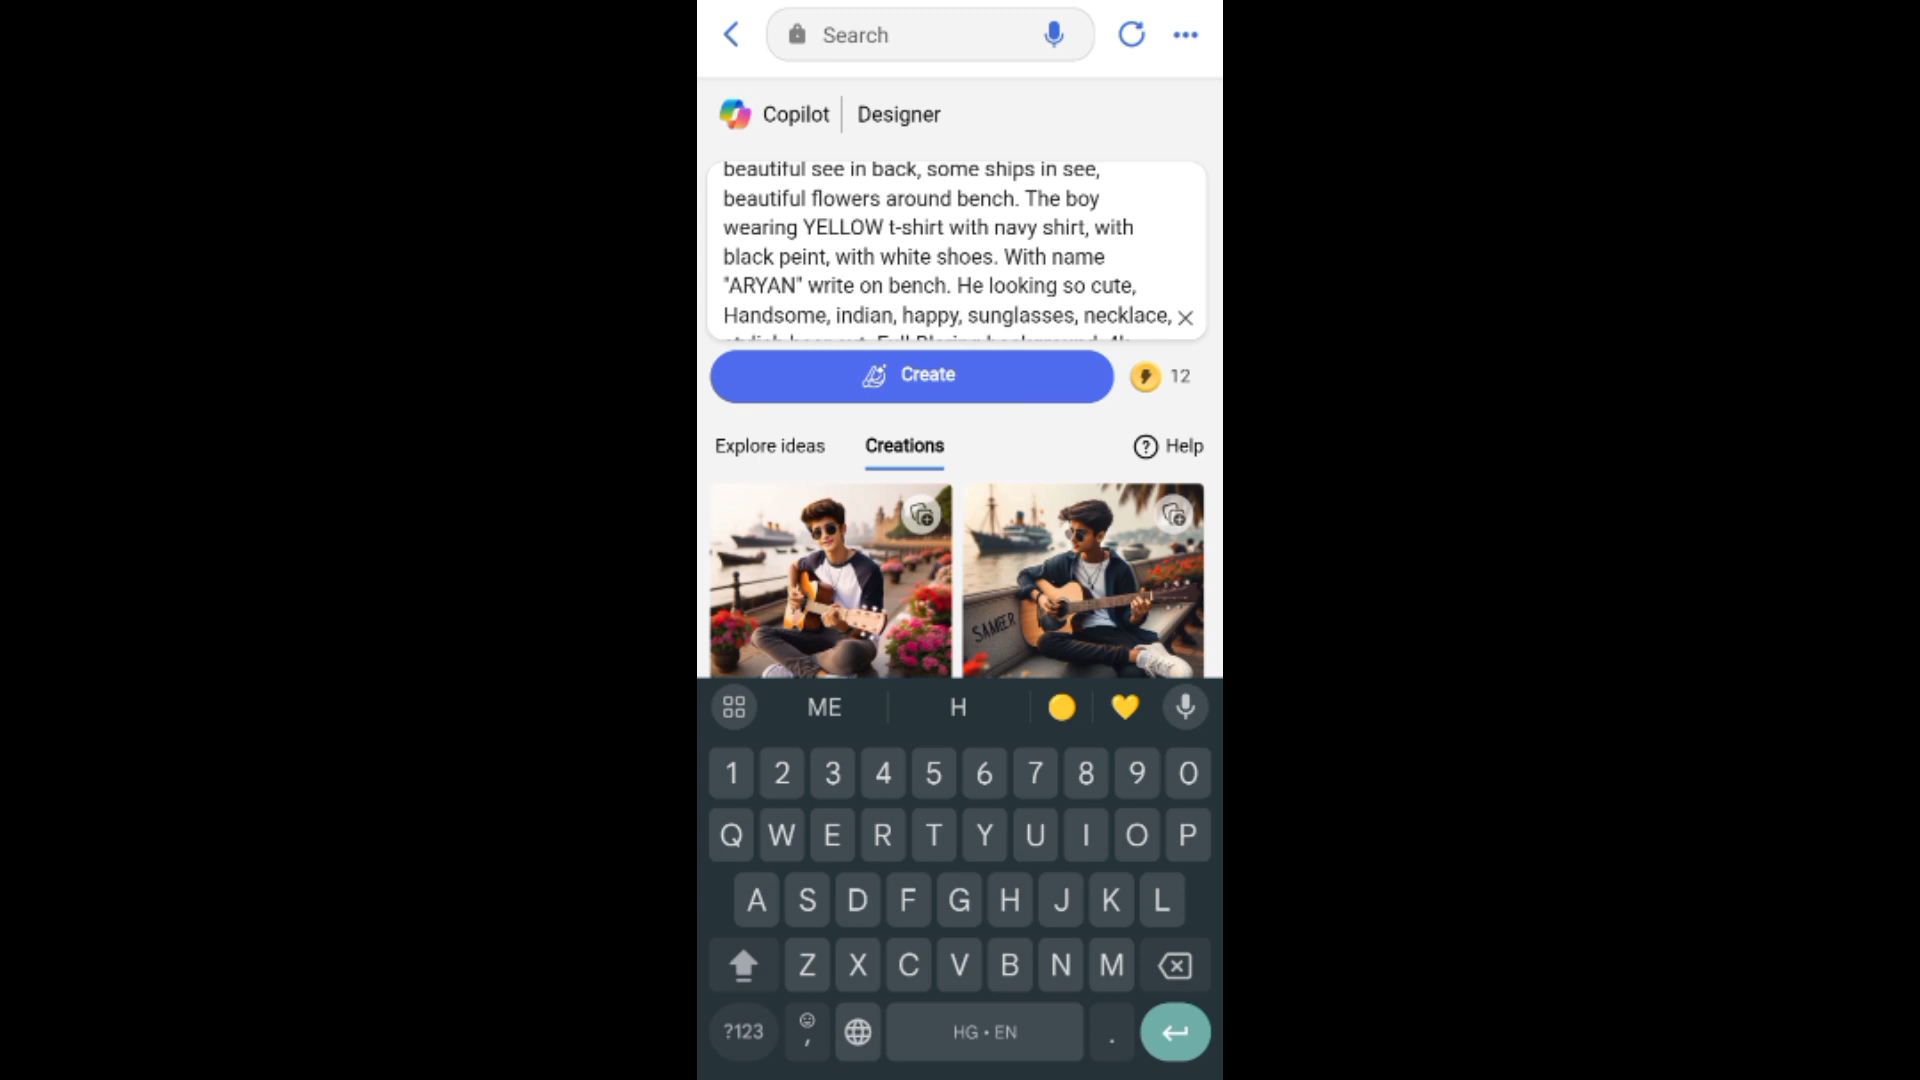 Search
Copilot | Designer
beautiful see in back, some ships in see,
beautiful flowers around bench. The boy
wearing YELLOW t-shirt with navy shirt, with
black peint, with white shoes. With name
"ARYAN" write on bench. He looking so cute,
Handsome, indian, happy, sunglasses, necklace,
Create 12
Explore ideas Creations Help
SAMEER
ME H
1 2 3 4 5 6 7 8 9 0
Q W E R T Y U I O P
A S D F G H J K L
Z X C V B N M
?123 , HG • EN .